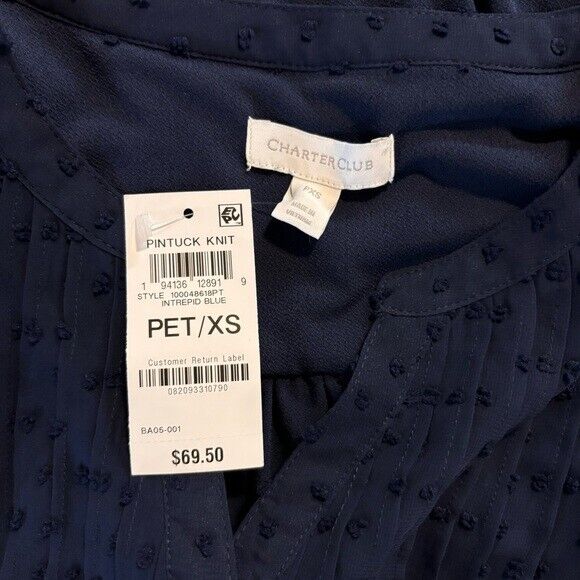 CHARTER CLUB
PXS
MADE IN
VIETNAM
EPC
PINTUCK KNIT
1 94136 12891 9
STYLE 100048618PT
INTREPID BLUE
PET/XS
Customer Return Label
082093310790
BA05-001
$69.50